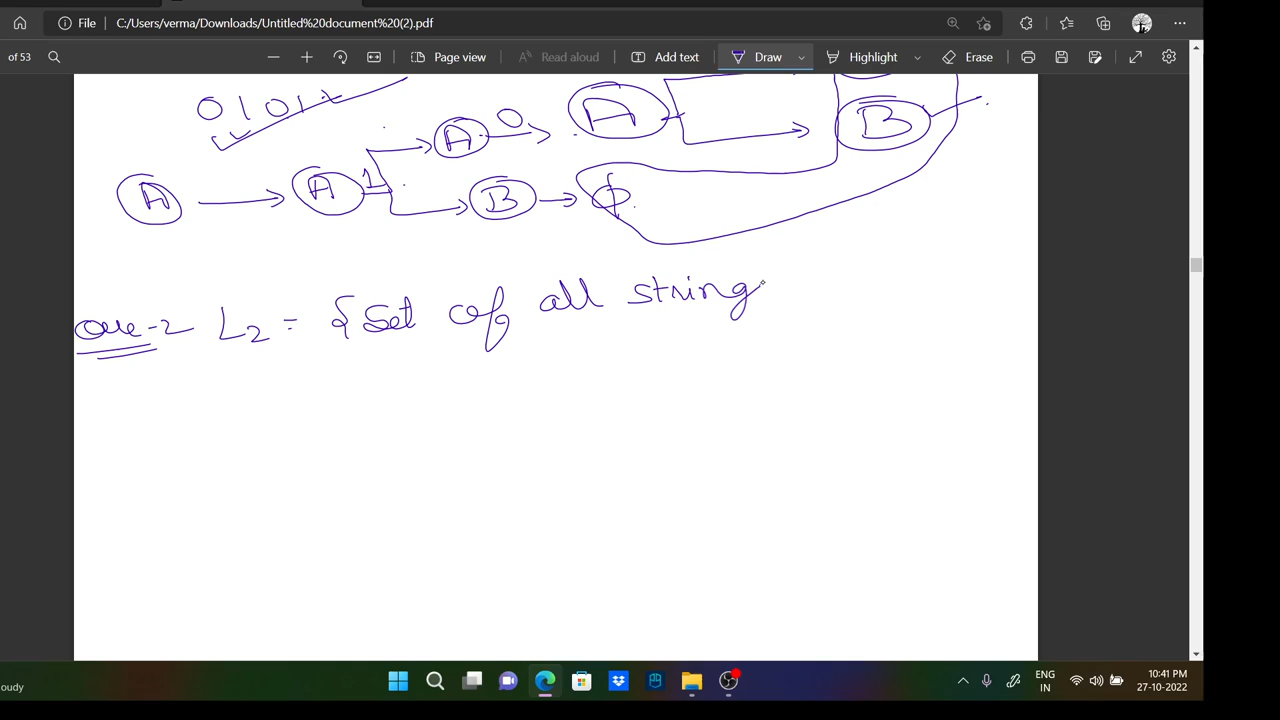 File C:/Users/verma/Downloads/Untitled%20document%20(2).pdf
of 53 Page view Read aloud Add text Draw Highlight Erase
0101
A 0 A B
A A 1 B ϕ
Que-2 L2 = {Set of all string
oudy ENG IN 10:41 PM 27-10-2022